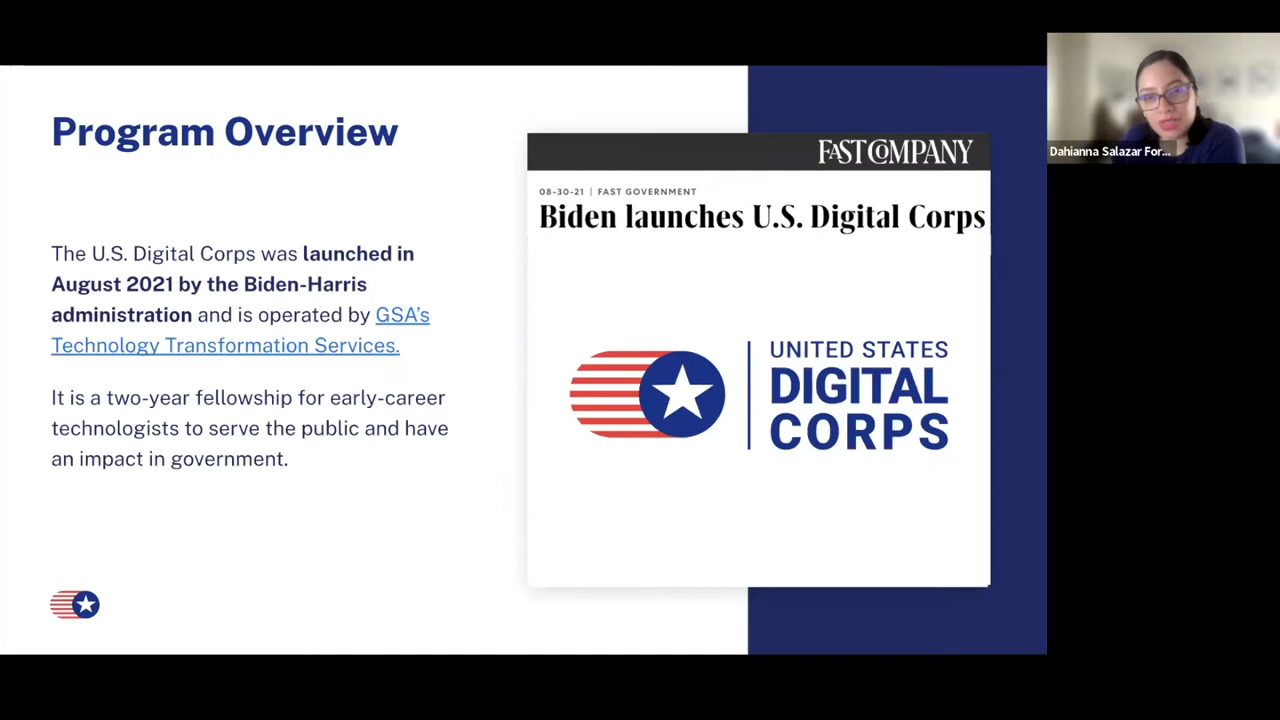 Program Overview
The U.S. Digital Corps was launched in
August 2021 by the Biden-Harris
administration and is operated by GSA's
Technology Transformation Services.
It is a two-year fellowship for early-career
technologists to serve the public and have
an impact in government.
FAST COMPANY
08-30-21 | FAST GOVERNMENT
Biden launches U.S. Digital Corps
UNITED STATES
DIGITAL
CORPS
Dahianna Salazar For...